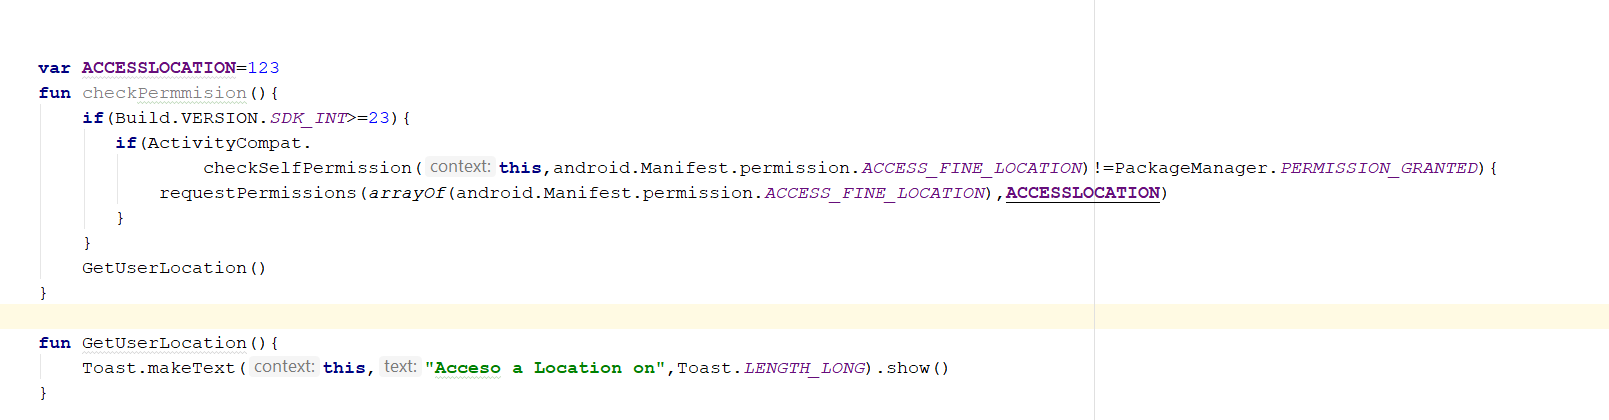 var ACCESSLOCATION=123
fun checkPermmision(){
if(Build.VERSION.SDK_INT>=23){
if(ActivityCompat.
checkSelfPermission( context: this,android.Manifest.permission.ACCESS_FINE_LOCATION)!=PackageManager.PERMISSION_GRANTED){
requestPermissions(arrayOf(android.Manifest.permission.ACCESS_FINE_LOCATION),ACCESSLOCATION)
}
}
GetUserLocation()
}
fun GetUserLocation(){
Toast.makeText( context: this, text: "Acceso a Location on",Toast.LENGTH_LONG).show()
}